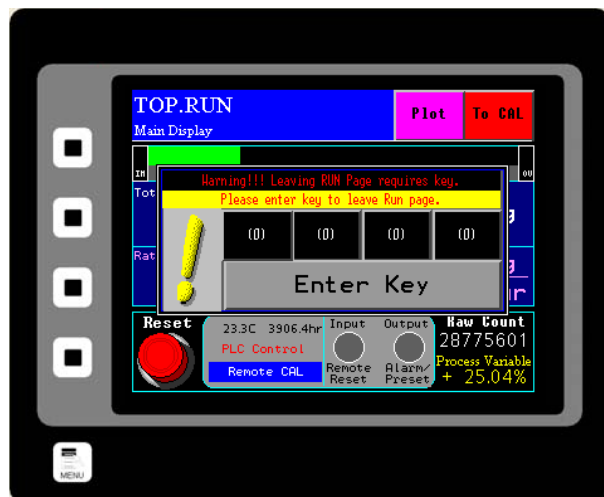 TOP.RUN
Main Display
Plot
To CAL
IN
OU
Tot
Warning!!! Leaving RUN Page requires key.
Please enter key to leave Run page.
(0) (0) (0) (0)
Enter Key
g
Rat
g
ur
Reset
23.3C 3906.4hr
PLC Control
Remote CAL
Input
Remote
Reset
Output
Alarm/
Preset
Raw Count
28775601
Process Variable
+ 25.04%
MENU